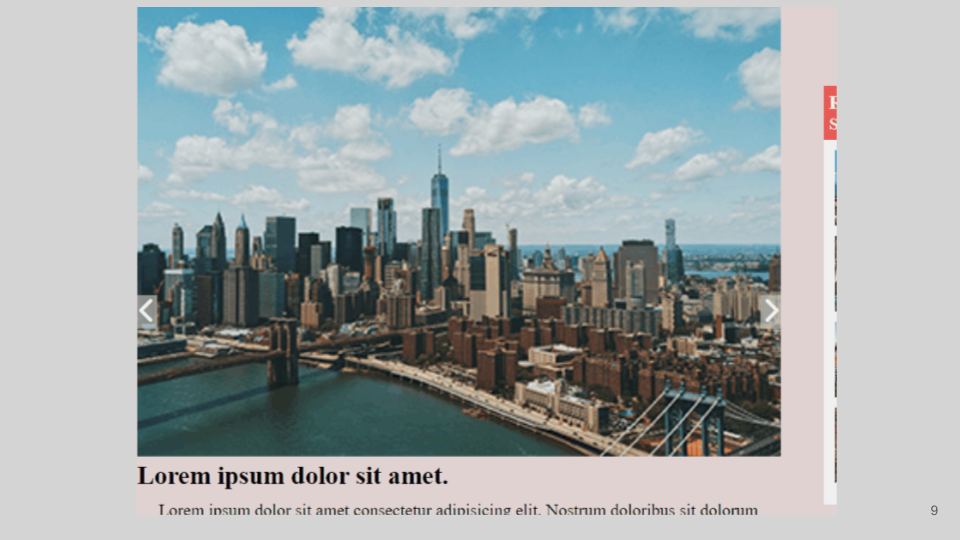 Lorem ipsum dolor sit amet.
Lorem ipsum dolor sit amet consectetur adipisicing elit. Nostrum doloribus sit dolorum
9